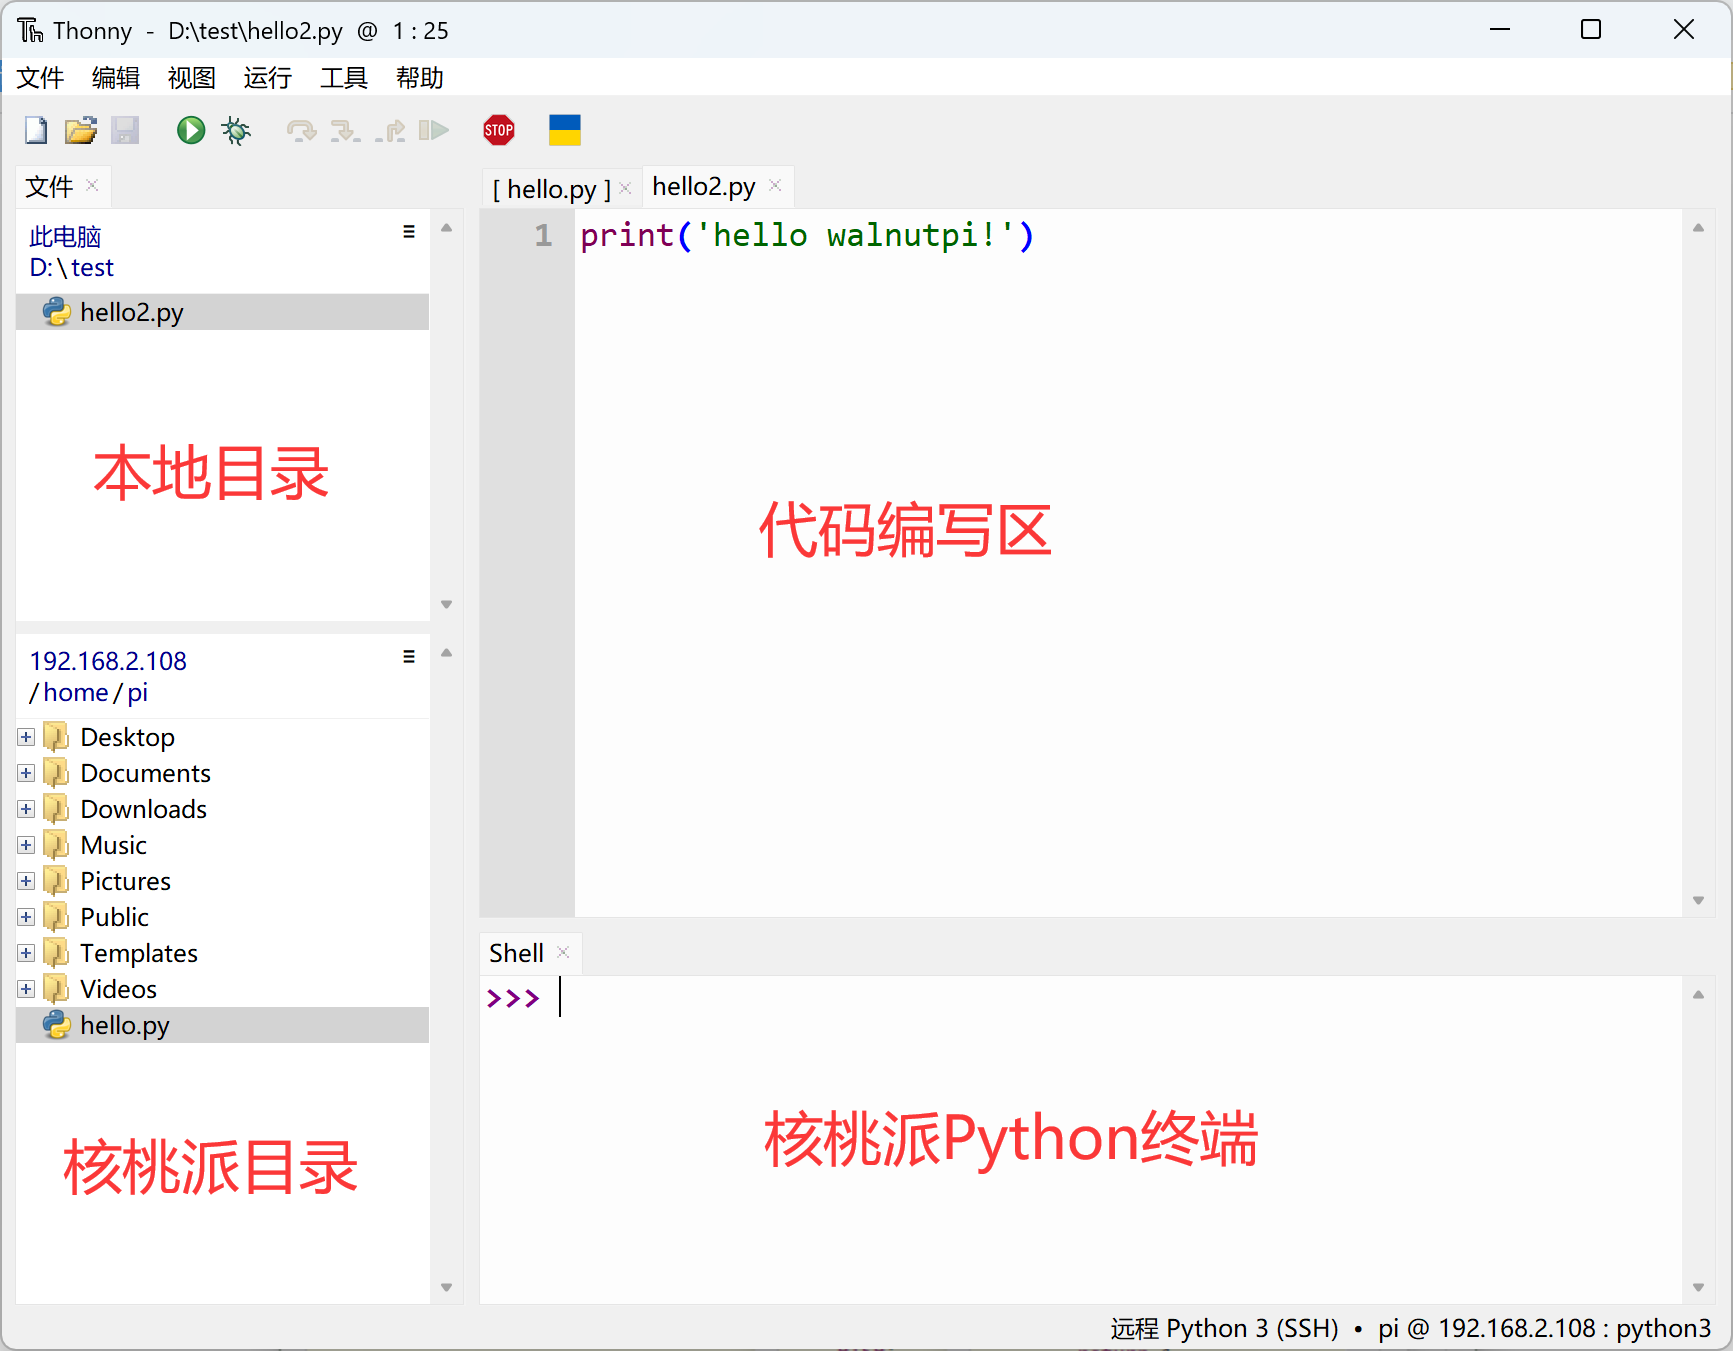 Thonny - D:\test\hello2.py @ 1 : 25
文件 编辑 视图 运行 工具 帮助
STOP
文件
[ hello.py ] hello2.py
此电脑
D:\test
hello2.py
1 print('hello walnutpi!')
本地目录
代码编写区
192.168.2.108
/home/pi
Desktop
Documents
Downloads
Music
Pictures
Public
Templates
Videos
hello.py
核桃派目录
Shell
>>>
核桃派Python终端
远程 Python 3 (SSH) • pi @ 192.168.2.108 : python3